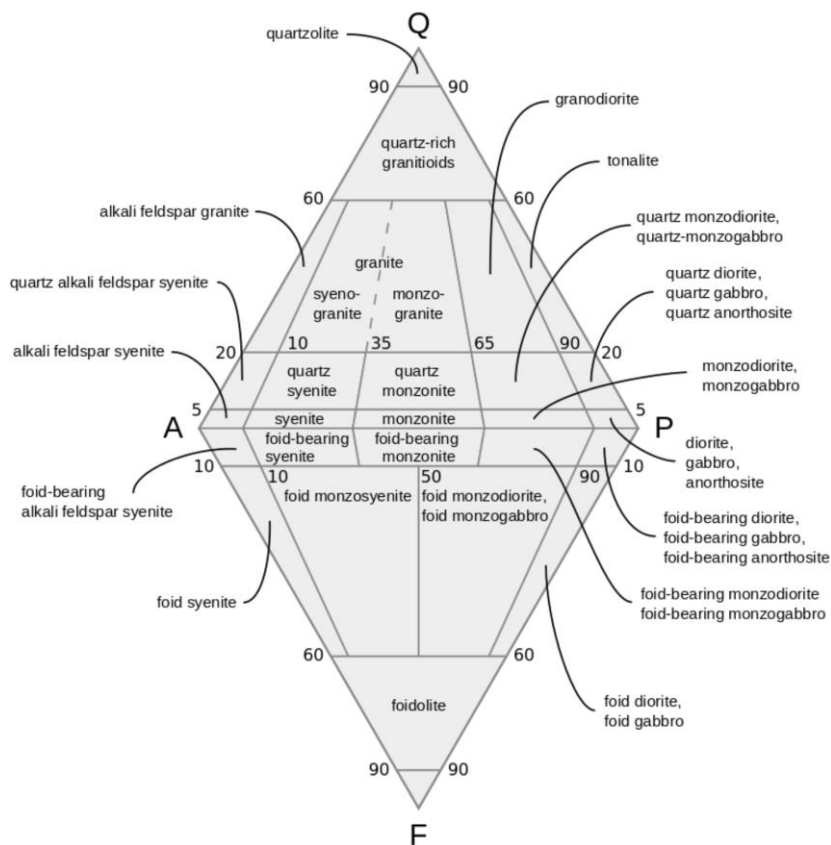 Q
quartzolite
90
90
granodiorite
quartz-rich
granitioids
tonalite
60
60
alkali feldspar granite
quartz monzodiorite,
quartz-monzogabbro
granite
quartz alkali feldspar syenite
quartz diorite,
quartz gabbro,
quartz anorthosite
syeno-
granite
monzo-
granite
10
35
65
90
20
20
alkali feldspar syenite
quartz
syenite
quartz
monzonite
monzodiorite,
monzogabbro
5
5
syenite
monzonite
A
P
foid-bearing
syenite
foid-bearing
monzonite
diorite,
gabbro,
anorthosite
10
10
10
50
90
foid-bearing
alkali feldspar syenite
foid monzosyenite
foid monzodiorite,
foid monzogabbro
foid-bearing diorite,
foid-bearing gabbro,
foid-bearing anorthosite
foid syenite
foid-bearing monzodiorite
foid-bearing monzogabbro
60
60
foidolite
foid diorite,
foid gabbro
90
90
F